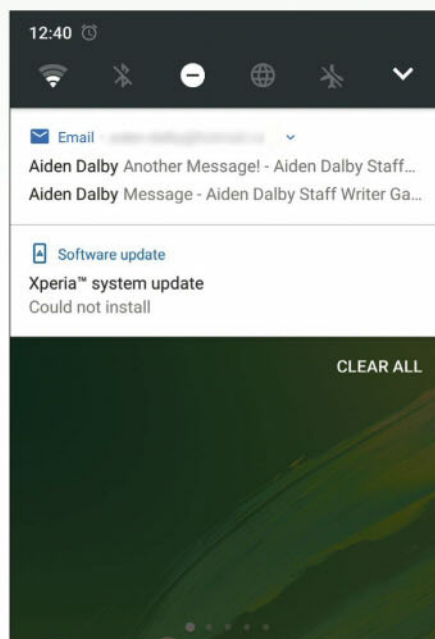 12:40
Email
Aiden Dalby Another Message! - Aiden Dalby Staff...
Aiden Dalby Message - Aiden Dalby Staff Writer Ga...
Software update
Xperia™ system update
Could not install
CLEAR ALL